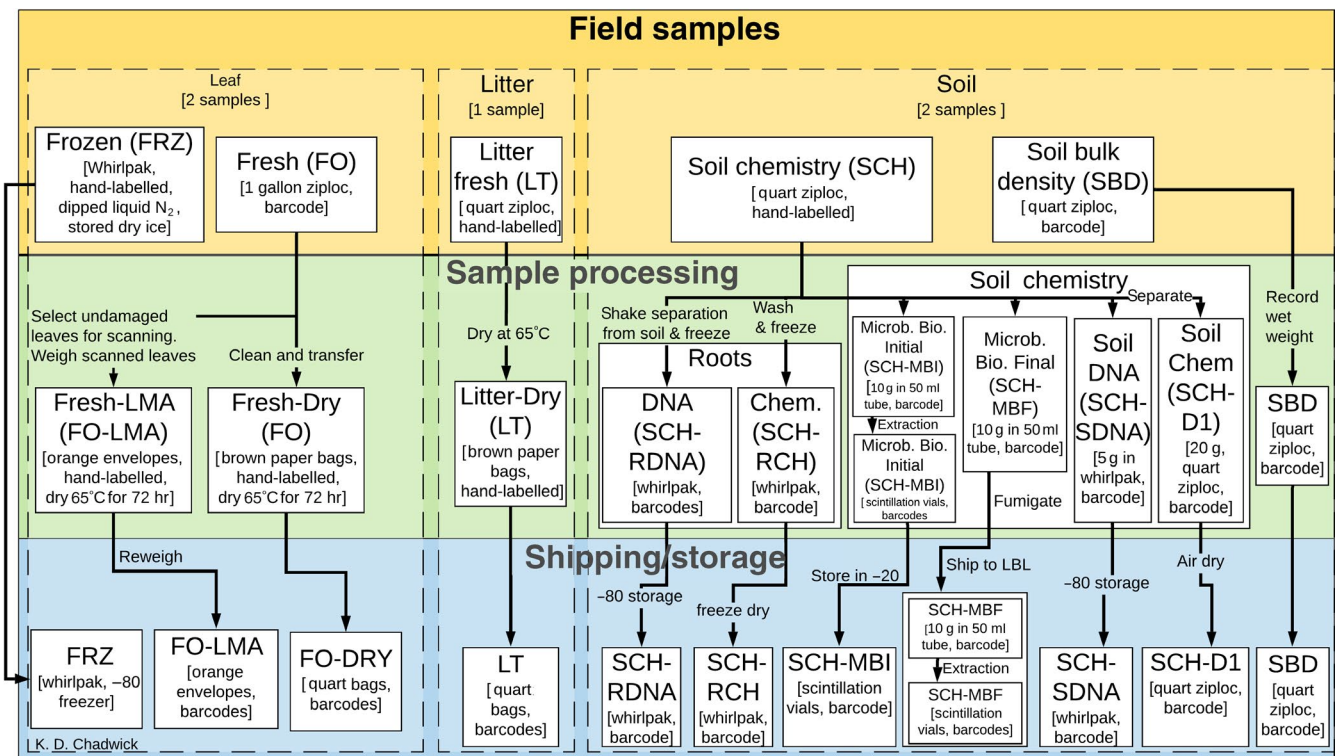 Field samples
Leaf
[2 samples ]
Frozen (FRZ)
[Whirlpak,
hand-labelled,
dipped liquid N2,
stored dry ice]
Fresh (FO)
[1 gallon ziploc,
barcode]
Litter
[1 sample]
Litter
fresh (LT)
[quart ziploc,
hand-labelled]
Soil
[2 samples ]
Soil chemistry (SCH)
[quart ziploc,
hand-labelled]
Soil bulk
density (SBD)
[quart ziploc,
barcode]
Sample processing
Select undamaged
leaves for scanning.
Weigh scanned leaves
Clean and transfer
Fresh-LMA
(FO-LMA)
[orange envelopes,
hand-labelled,
dry 65°C for 72 hr]
Fresh-Dry
(FO)
[brown paper bags,
hand-labelled,
dry 65°C for 72 hr]
Dry at 65°C
Litter-Dry
(LT)
[brown paper
bags,
hand-labelled]
Shake separation
from soil & freeze
Wash
& freeze
Roots
DNA
(SCH-
RDNA)
[whirlpak,
barcodes]
Chem.
(SCH-
RCH)
[whirlpak,
barcode]
Soil chemistry
Separate
Microb. Bio.
Initial
(SCH-MBI)
[10 g in 50 ml
tube, barcode]
Extraction
Microb. Bio.
Initial
(SCH-MBI)
[scintillation vials,
barcodes
Microb.
Bio. Final
(SCH-
MBF)
[10 g in 50 ml
tube, barcode]
Fumigate
Soil
DNA
(SCH-
SDNA)
[5 g in
whirlpak,
barcode]
Soil
Chem
(SCH-
D1)
[20 g,
quart
ziploc,
barcode]
Record
wet
weight
SBD
[quart
ziploc,
barcode]
Shipping/storage
Reweigh
FRZ
[whirlpak, –80
freezer]
FO-LMA
[orange
envelopes,
barcodes]
FO-DRY
[quart bags,
barcodes]
LT
[quart
bags,
barcodes]
–80 storage
SCH-
RDNA
[whirlpak,
barcode]
freeze dry
SCH-
RCH
[whirlpak,
barcode]
Store in –20
SCH-MBI
[scintillation
vials, barcode]
Ship to LBL
SCH-MBF
[10 g in 50 ml
tube, barcode]
Extraction
SCH-MBF
[scintillation
vials, barcodes]
–80 storage
SCH-
SDNA
[whirlpak,
barcode]
Air dry
SCH-D1
[quart ziploc,
barcode]
SBD
[quart
ziploc,
barcode]
K. D. Chadwick